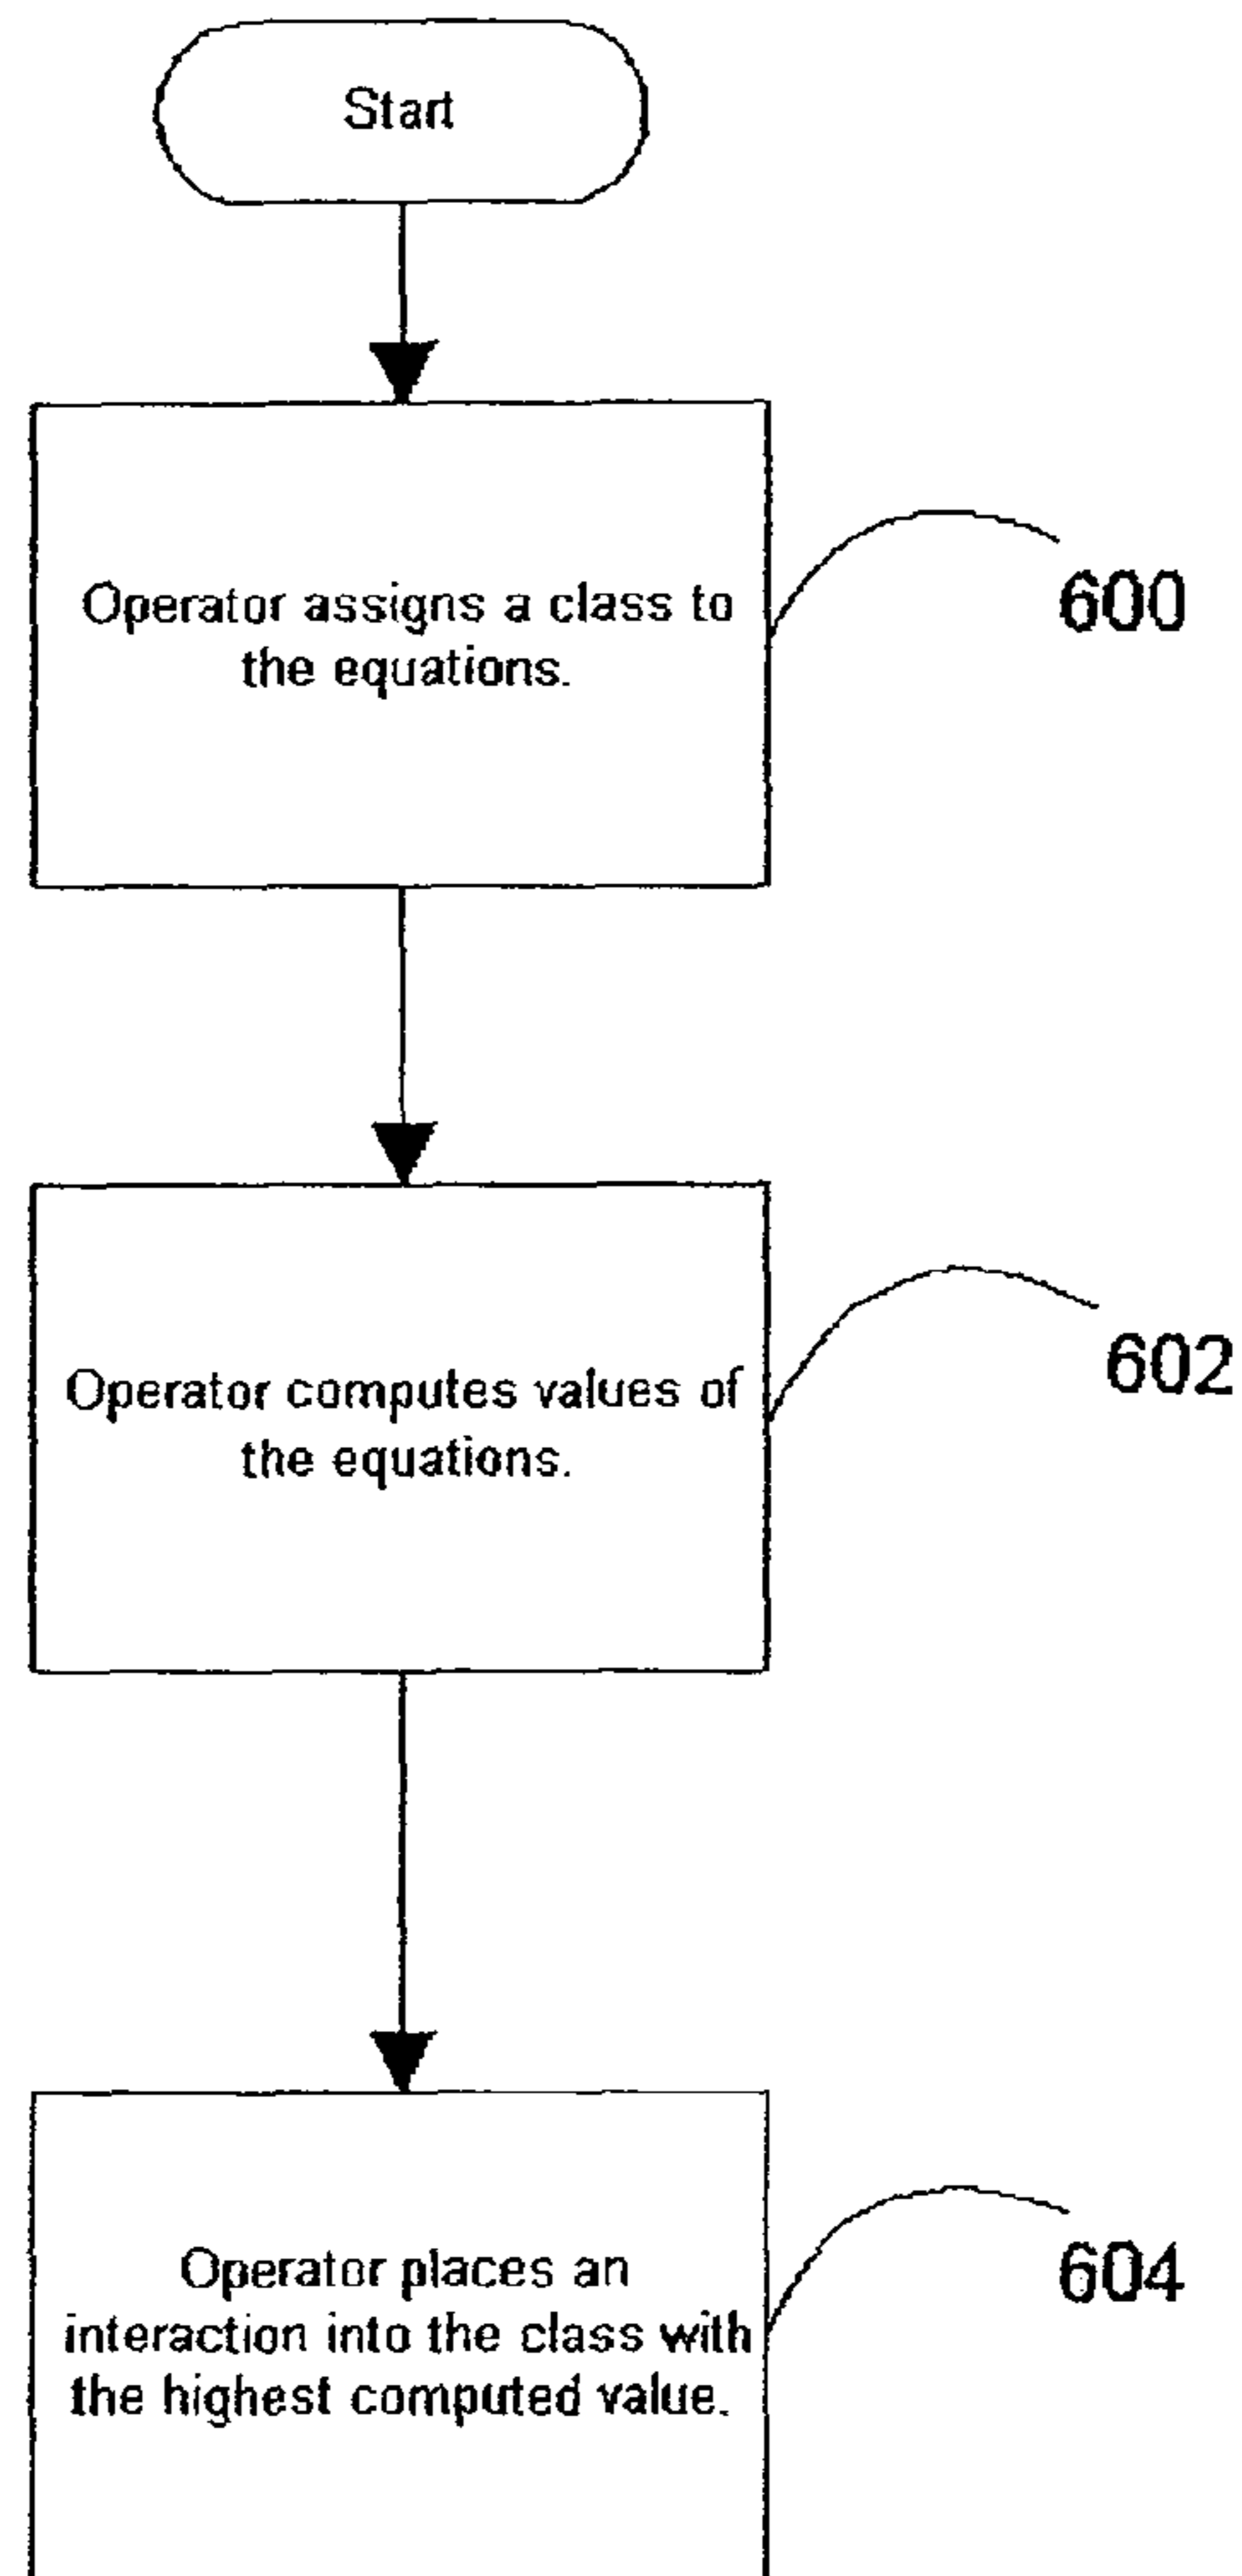 Start
Operator assigns a class to
the equations.
600
Operator computes values of
the equations.
602
Operator places an
interaction into the class with
the highest computed value.
604